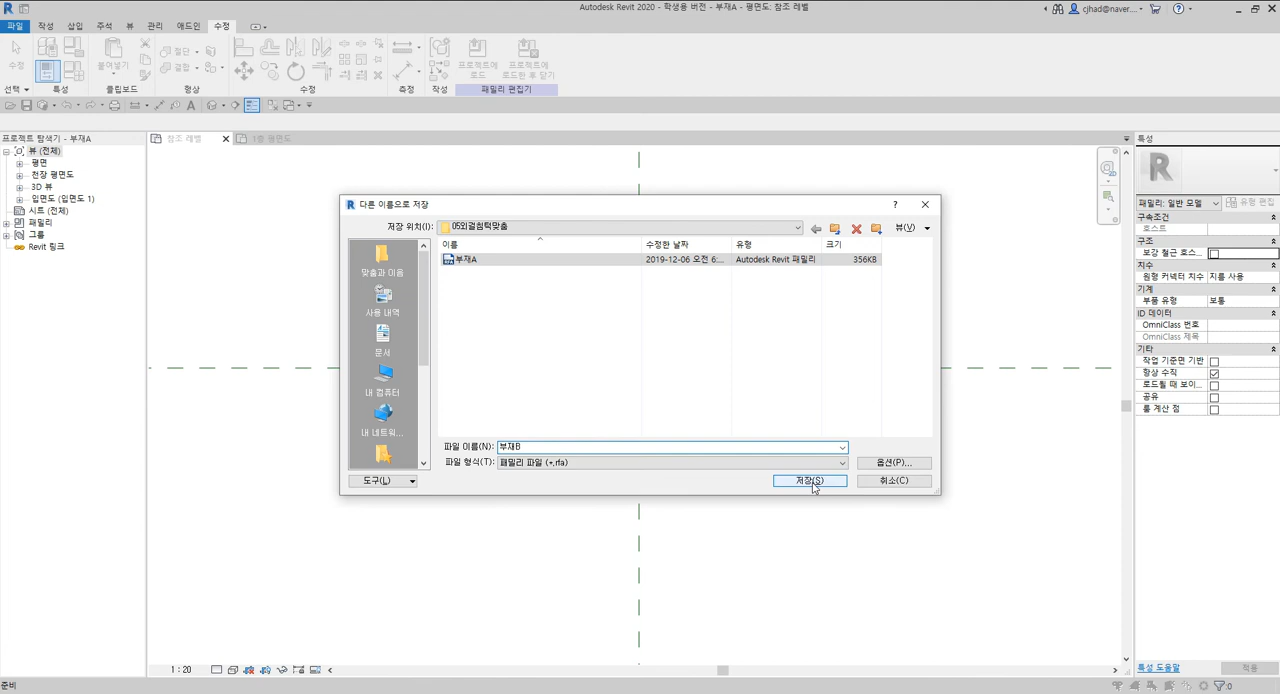 Autodesk Revit 2020 - 학생용 버전 - 부재A - 평면도: 참조 레벨
cjhad@naver....
파일 작성 삽입 주석 뷰 관리 애드인 수정
수정
붙여넣기
절단
결합
프로젝트에 로드
프로젝트에 로드한 후 닫기
선택 특성 클립보드 형상 수정 측정 작성 패밀리 편집기
프로젝트 탐색기 - 부재A
참조 레벨
1층 평면도
특성
뷰 (전체)
평면
천장 평면도
3D 뷰
입면도 (입면도 1)
시트 (전체)
패밀리
그룹
Revit 링크
다른 이름으로 저장
저장 위치(I):
뷰(V)
이름 수정한 날짜 유형 크기
부재A 2019-12-06 오전 6:... Autodesk Revit 패밀리 356KB
맞춤과 이음
사용 내역
문서
내 컴퓨터
내 네트워...
파일 이름(N): 부재B
파일 형식(T): 패밀리 파일 (*.rfa)
옵션(P)...
도구(L)
저장(S)
취소(C)
패밀리: 일반 모델
유형 편집
구속조건
호스트
구조
보강 철근 호스...
치수
원형 커넥터 치수 지름 사용
기계
부품 유형 보통
ID 데이터
OmniClass 번호
OmniClass 제목
기타
작업 기준면 기반
항상 수직
로드될 때 보이...
공유
룸 계산 점
특성 도움말
적용
1 : 20
준비
:0